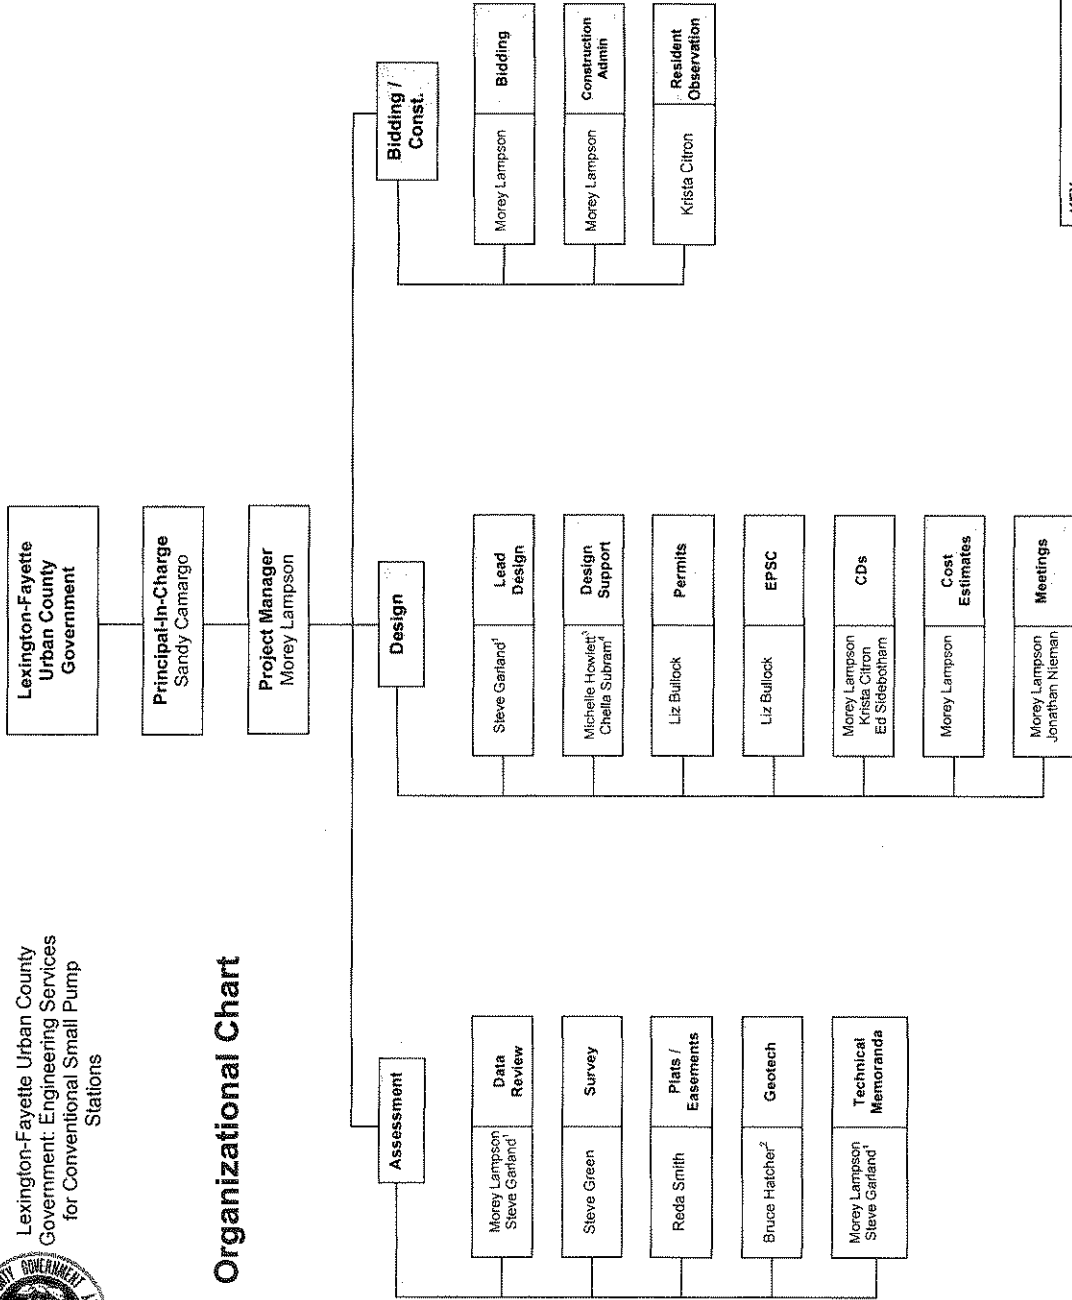 Lexington-Fayette Urban County
Government: Engineering Services
for Conventional Small Pump
Stations
Organizational Chart
Lexington-Fayette
Urban County
Government
Principal-In-Charge
Sandy Camargo
Project Manager
Morey Lampson
Assessment
Morey Lampson
Steve Garland¹
Data
Review
Steve Green
Survey
Reda Smith
Plats /
Easements
Bruce Hatcher²
Geotech
Morey Lampson
Steve Garland¹
Technical
Memoranda
Design
Steve Garland¹
Lead
Design
Michelle Howlett³
Chella Subram⁴
Design
Support
Liz Bullock
Permits
Liz Bullock
EPSC
Morey Lampson
Krista Citron
Ed Sidebotham
CDs
Morey Lampson
Cost
Estimates
Morey Lampson
Jonathan Nieman
Meetings
Bidding /
Const.
Morey Lampson
Bidding
Morey Lampson
Construction
Admin
Krista Citron
Resident
Observation